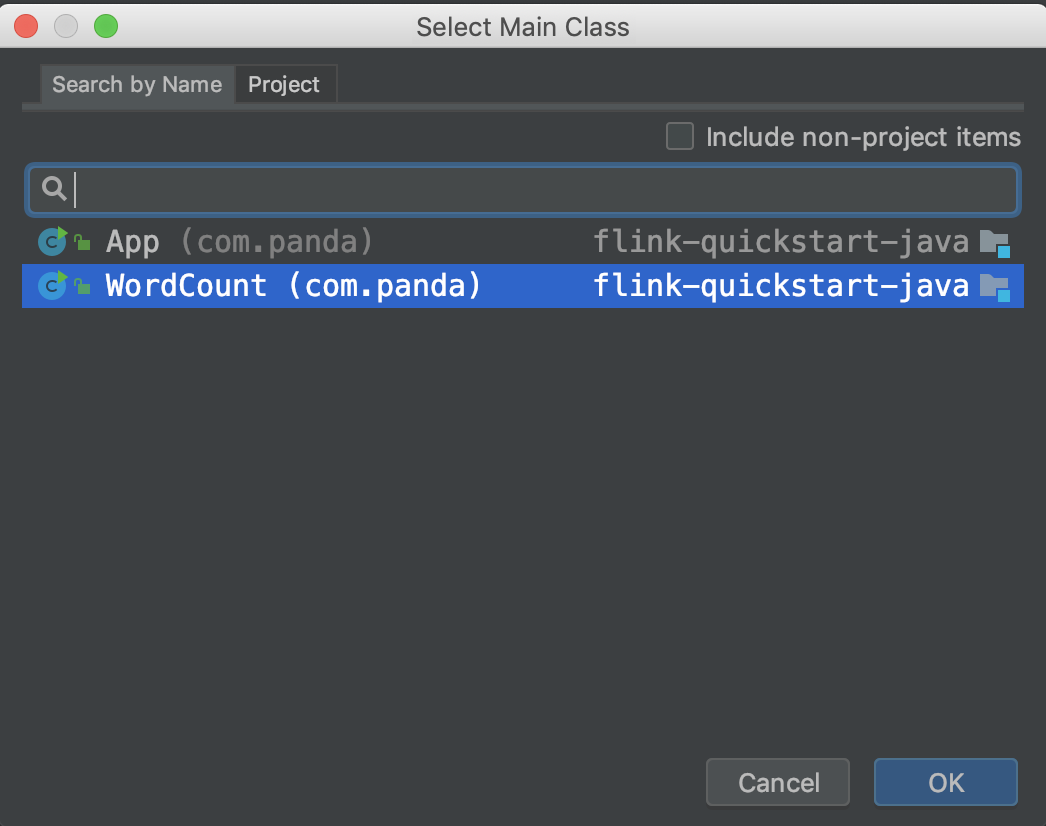 Select Main Class
Search by Name Project
Include non-project items
App (com.panda) flink-quickstart-java
WordCount (com.panda) flink-quickstart-java
Cancel OK